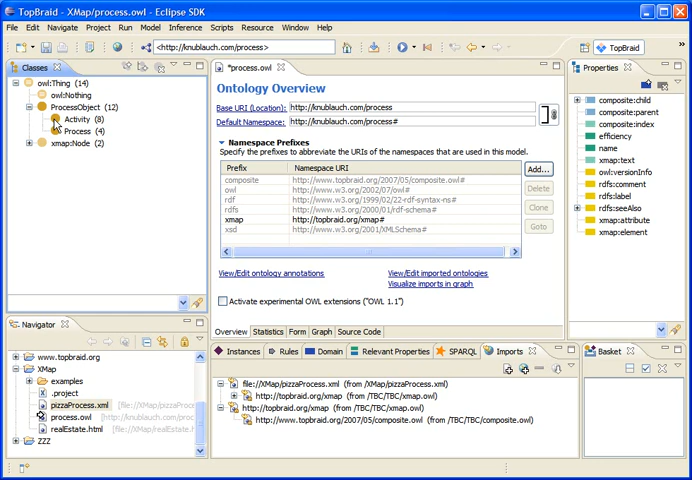 TopBraid - XMap/process.owl - Eclipse SDK
File Edit Navigate Project Run Model Inference Scripts Resource Window Help
<http://knublauch.com/process>
TopBraid
Classes
owl:Thing (14)
owl:Nothing
ProcessObject (12)
Activity (8)
Process (4)
xmap:Node (2)
*process.owl
Ontology Overview
Base URI (Location): http://knublauch.com/process
Default Namespace: http://knublauch.com/process#
Namespace Prefixes
Specify the prefixes to abbreviate the URIs of the namespaces that are used in this model.
Prefix Namespace URI
composite http://www.topbraid.org/2007/05/composite.owl#
owl http://www.w3.org/2002/07/owl#
rdf http://www.w3.org/1999/02/22-rdf-syntax-ns#
rdfs http://www.w3.org/2000/01/rdf-schema#
xmap http://topbraid.org/xmap#
xsd http://www.w3.org/2001/XMLSchema#
Add...
Delete
Clone
Goto
View/Edit ontology annotations View/Edit imported ontologies
Visualize imports in graph
Activate experimental OWL extensions ("OWL 1.1")
Overview Statistics Form Graph Source Code
Properties
composite:child
composite:parent
composite:index
efficiency
name
xmap:text
owl:versionInfo
rdfs:comment
rdfs:label
rdfs:seeAlso
xmap:attribute
xmap:element
Navigator
www.topbraid.org
XMap
examples
.project
pizzaProcess.xml [file://XMap/pizzaProce
process.owl [http://knublauch.com/proc
realEstate.html [file://XMap/realEstate.
ZZZ
Instances Rules Domain Relevant Properties SPARQL Imports
file://XMap/pizzaProcess.xml (from /XMap/pizzaProcess.xml)
http://topbraid.org/xmap (from /TBC/TBC/xmap.owl)
http://topbraid.org/xmap (from /TBC/TBC/xmap.owl)
http://www.topbraid.org/2007/05/composite.owl (from /TBC/TBC/composite.owl)
Basket